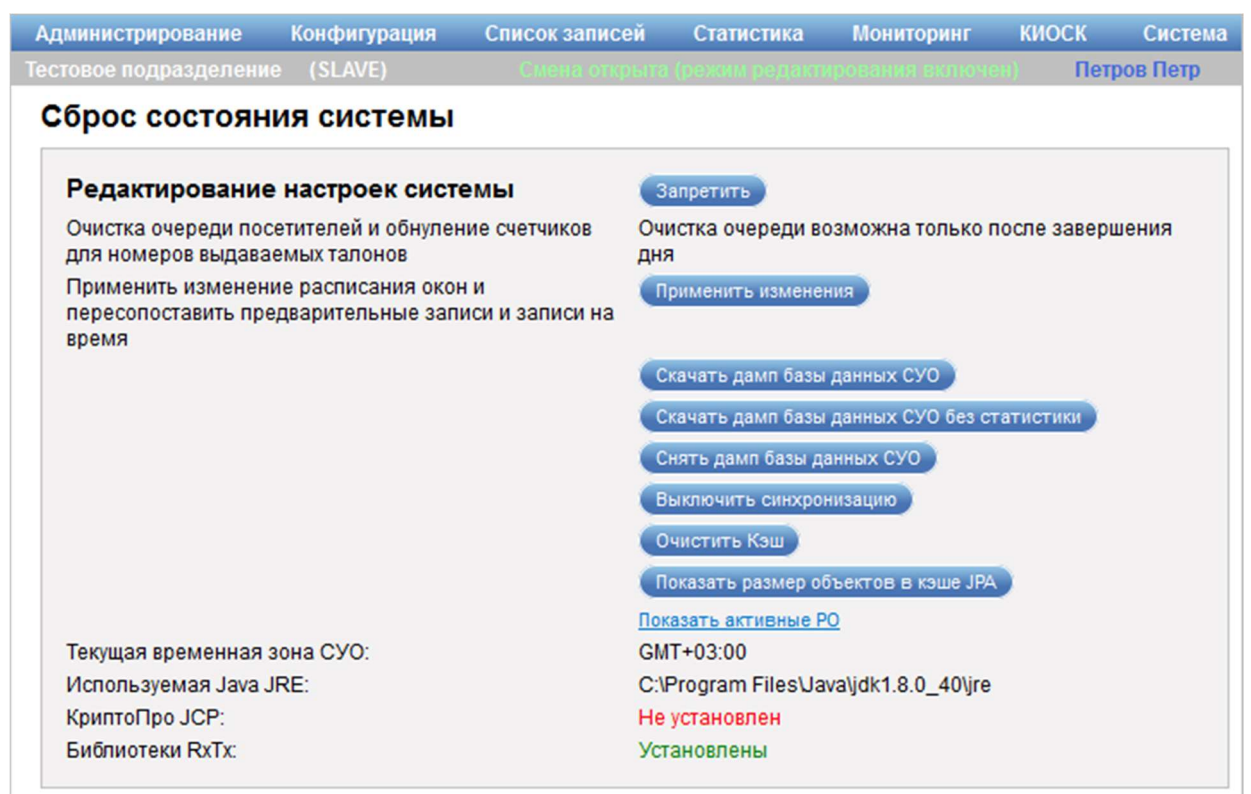 Администрирование Конфигурация Список записей Статистика Мониторинг КИОСК Система
Тестовое подразделение (SLAVE) Смена открыта (режим редактирования включен) Петров Петр
Сброс состояния системы
Редактирование настроек системы Запретить
Очистка очереди посетителей и обнуление счетчиков Очистка очереди возможна только после завершения
для номеров выдаваемых талонов дня
Применить изменение расписания окон и Применить изменения
пересопоставить предварительные записи и записи на
время
Скачать дамп базы данных СУО
Скачать дамп базы данных СУО без статистики
Снять дамп базы данных СУО
Выключить синхронизацию
Очистить Кэш
Показать размер объектов в кэше JPA
Показать активные РО
Текущая временная зона СУО: GMT+03:00
Используемая Java JRE: C:\Program Files\Java\jdk1.8.0_40\jre
КриптоПро JCP: Не установлен
Библиотеки RxTx: Установлены